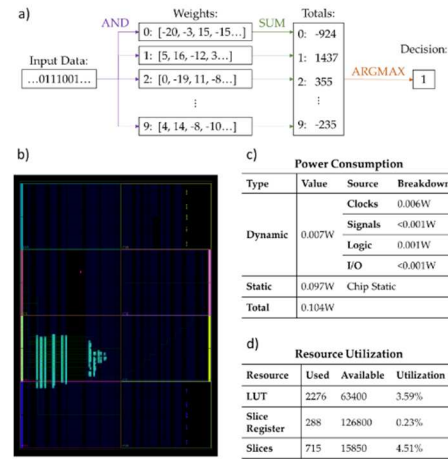 a)
Weights:
Totals:
AND
SUM
0: [-20, -3, 15, -15...]
0: -924
Input Data:
1: [5, 16, -12, 3...]
1: 1437
Decision:
...0111001...
2: [0, -19, 11, -8...]
2: 355
ARGMAX
1
⋮
⋮
9: [4, 14, -8, -10...]
9: -235
b)
c)
Power Consumption
Type Value Source Breakdown
Dynamic 0.007W
Clocks 0.006W
Signals <0.001W
Logic 0.001W
I/O <0.001W
Static 0.097W Chip Static
Total 0.104W
d)
Resource Utilization
Resource Used Available Utilization
LUT 2276 63400 3.59%
Slice
Register 288 126800 0.23%
Slices 715 15850 4.51%